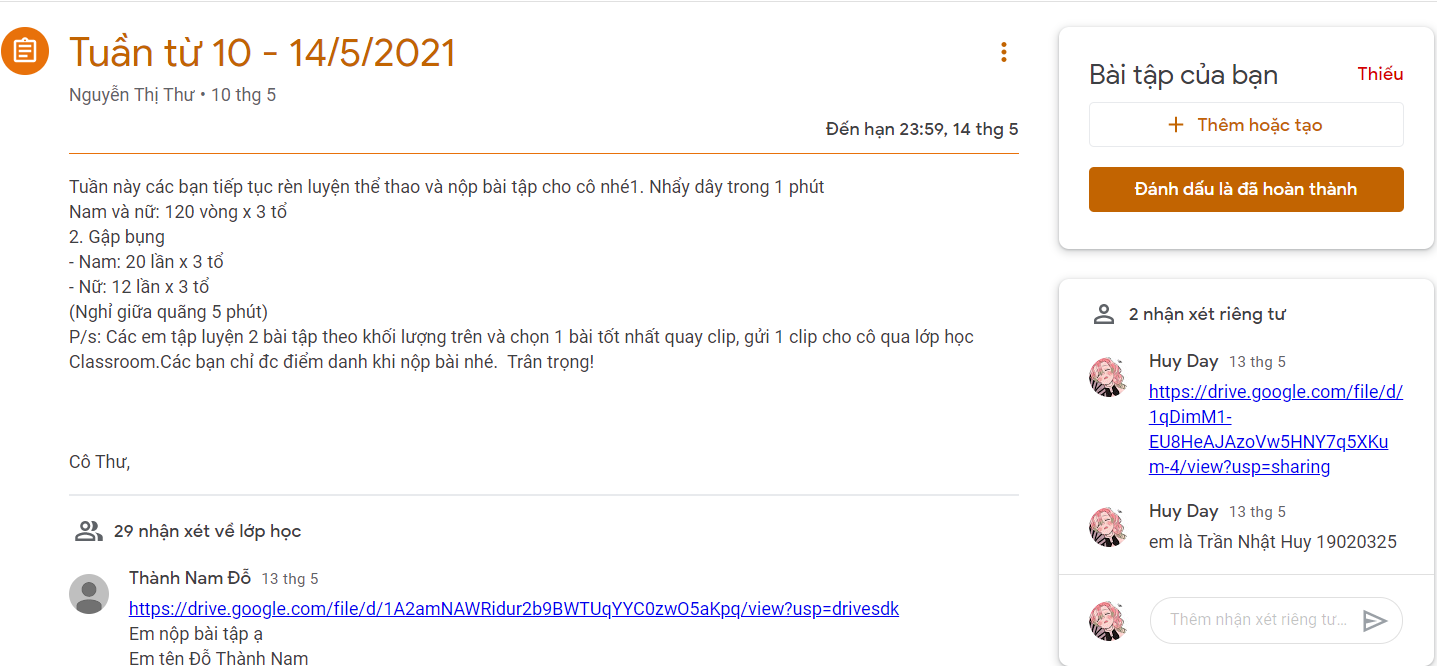 Tuần từ 10 - 14/5/2021
Nguyễn Thị Thư • 10 thg 5
Đến hạn 23:59, 14 thg 5
Tuần này các bạn tiếp tục rèn luyện thể thao và nộp bài tập cho cô nhé1. Nhẩy dây trong 1 phút
Nam và nữ: 120 vòng x 3 tổ
2. Gập bụng
- Nam: 20 lần x 3 tổ
- Nữ: 12 lần x 3 tổ
(Nghỉ giữa quãng 5 phút)
P/s: Các em tập luyện 2 bài tập theo khối lượng trên và chọn 1 bài tốt nhất quay clip, gửi 1 clip cho cô qua lớp học
Classroom.Các bạn chỉ đc điểm danh khi nộp bài nhé.  Trân trọng!
Cô Thư,
29 nhận xét về lớp học
Thành Nam Đỗ 13 thg 5
https://drive.google.com/file/d/1A2amNAWRidur2b9BWTUqYYC0zwO5aKpq/view?usp=drivesdk
Em nộp bài tập ạ
Em tên Đỗ Thành Nam
Bài tập của bạn
Thiếu
+ Thêm hoặc tạo
Đánh dấu là đã hoàn thành
2 nhận xét riêng tư
Huy Day 13 thg 5
https://drive.google.com/file/d/
1qDimM1-
EU8HeAJAzoVw5HNY7q5XKu
m-4/view?usp=sharing
Huy Day 13 thg 5
em là Trần Nhật Huy 19020325
Thêm nhận xét riêng tư...